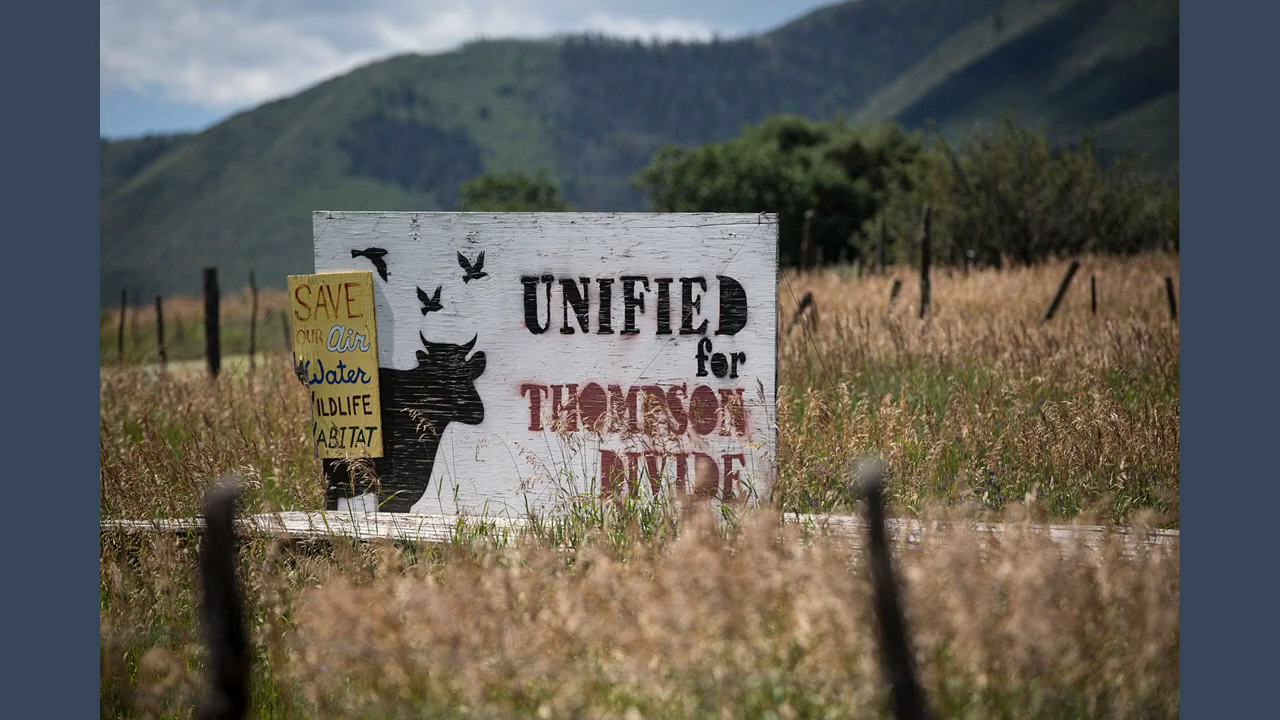 SAVE
OUR Air
Water
WILDLIFE
HABITAT
UNIFIED
for
THOMPSON
DIVIDE